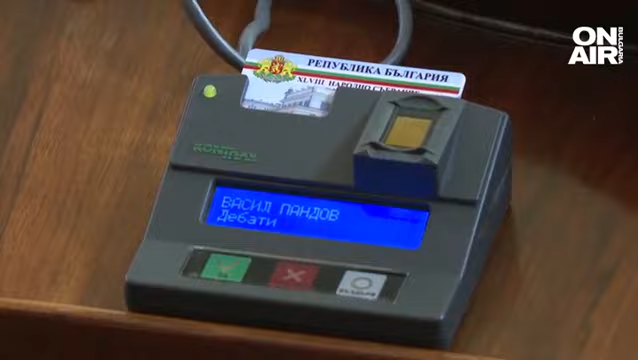 ON AIR
BULGARIA
РЕПУБЛИКА БЪЛГАРИЯ
XLVIII НАРОДНО СЪБРАНИЕ
ВАСИЛ ПАНДОВ
Дебати